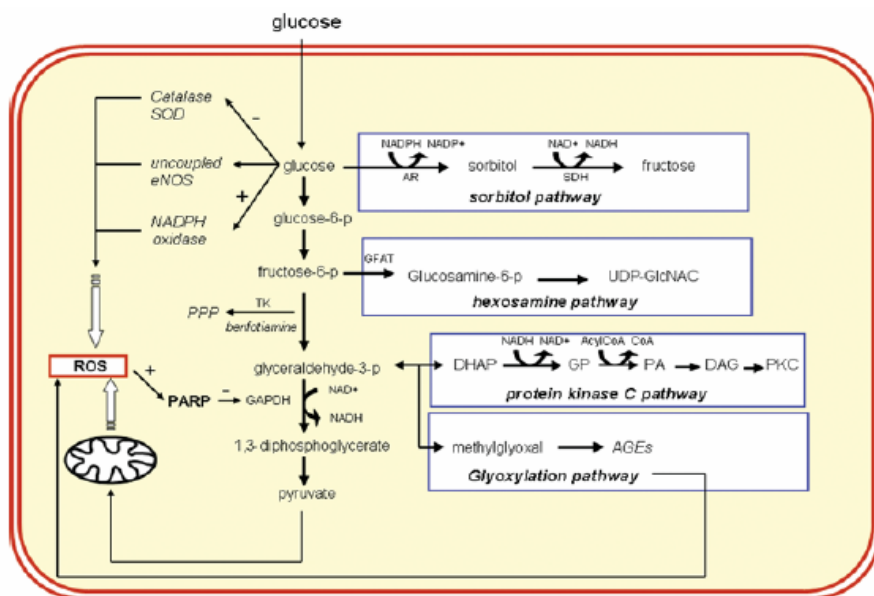 glucose
Catalase
SOD
–
uncoupled
eNOS
+
NADPH
oxidase
glucose
NADPH NADP+
AR
sorbitol
NAD+ NADH
SDH
fructose
sorbitol pathway
glucose-6-p
fructose-6-p
GFAT
Glucosamine-6-p
UDP-GlcNAC
hexosamine pathway
PPP
TK
benfotiamine
glyceraldehyde-3-p
NADH NAD+
AcylCoA CoA
DHAP
GP
PA
DAG
PKC
protein kinase C pathway
ROS
+
PARP
–
GAPDH
NAD+
NADH
1,3-diphosphoglycerate
methylglyoxal
AGEs
Glyoxylation pathway
pyruvate